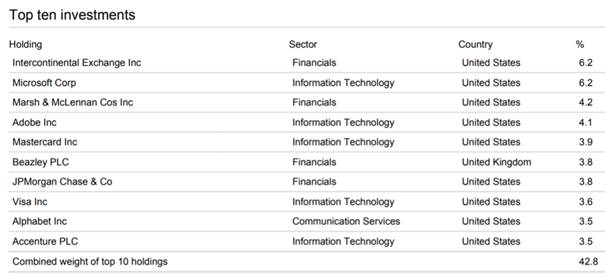 Top ten investments
Holding Sector Country %
Intercontinental Exchange Inc Financials United States 6.2
Microsoft Corp Information Technology United States 6.2
Marsh & McLennan Cos Inc Financials United States 4.2
Adobe Inc Information Technology United States 4.1
Mastercard Inc Information Technology United States 3.9
Beazley PLC Financials United Kingdom 3.8
JPMorgan Chase & Co Financials United States 3.8
Visa Inc Information Technology United States 3.6
Alphabet Inc Communication Services United States 3.5
Accenture PLC Information Technology United States 3.5
Combined weight of top 10 holdings 42.8